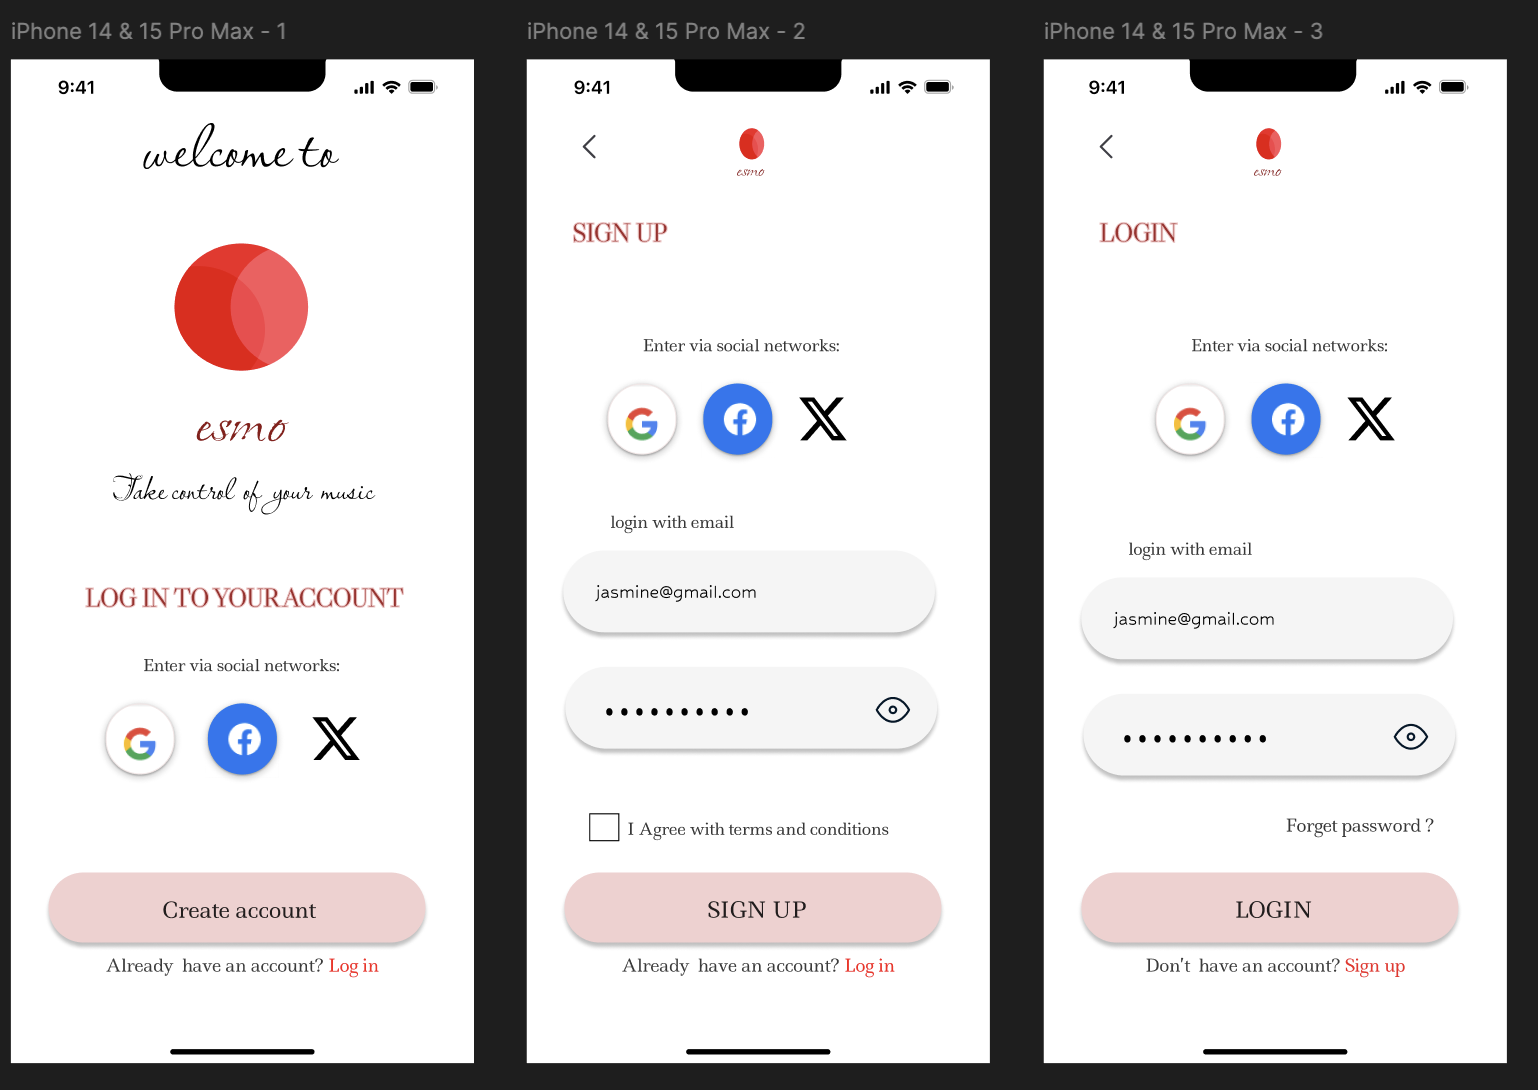 iPhone 14 & 15 Pro Max - 1
9:41
welcome to
esmo
Take control of your music
LOG IN TO YOUR ACCOUNT
Enter via social networks:
G
f
X
Create account
Already have an account? Log in
iPhone 14 & 15 Pro Max - 2
9:41
esmo
SIGN UP
Enter via social networks:
G
f
X
login with email
jasmine@gmail.com
I Agree with terms and conditions
SIGN UP
Already have an account? Log in
iPhone 14 & 15 Pro Max - 3
9:41
esmo
LOGIN
Enter via social networks:
G
f
X
login with email
jasmine@gmail.com
Forget password ?
LOGIN
Don't have an account? Sign up